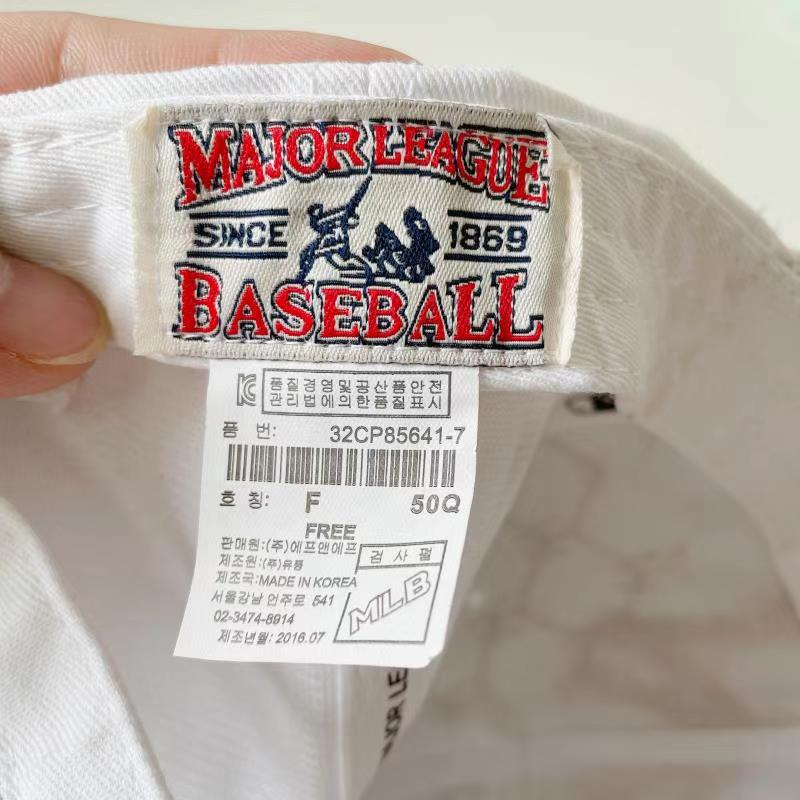 MAJOR LEAGUE
SINCE 1869
BASEBALL
품질경영및공산품안전
관리법에의한품질표시
품 번: 32CP85641-7
호칭: F 50Q
FREE
판매원:(주)에프앤에프
제조원:(주)유풍
제조국:MADE IN KOREA
서울강남 언주로 541
02-3474-8914
제조년월: 2016.07
검사필
MLB